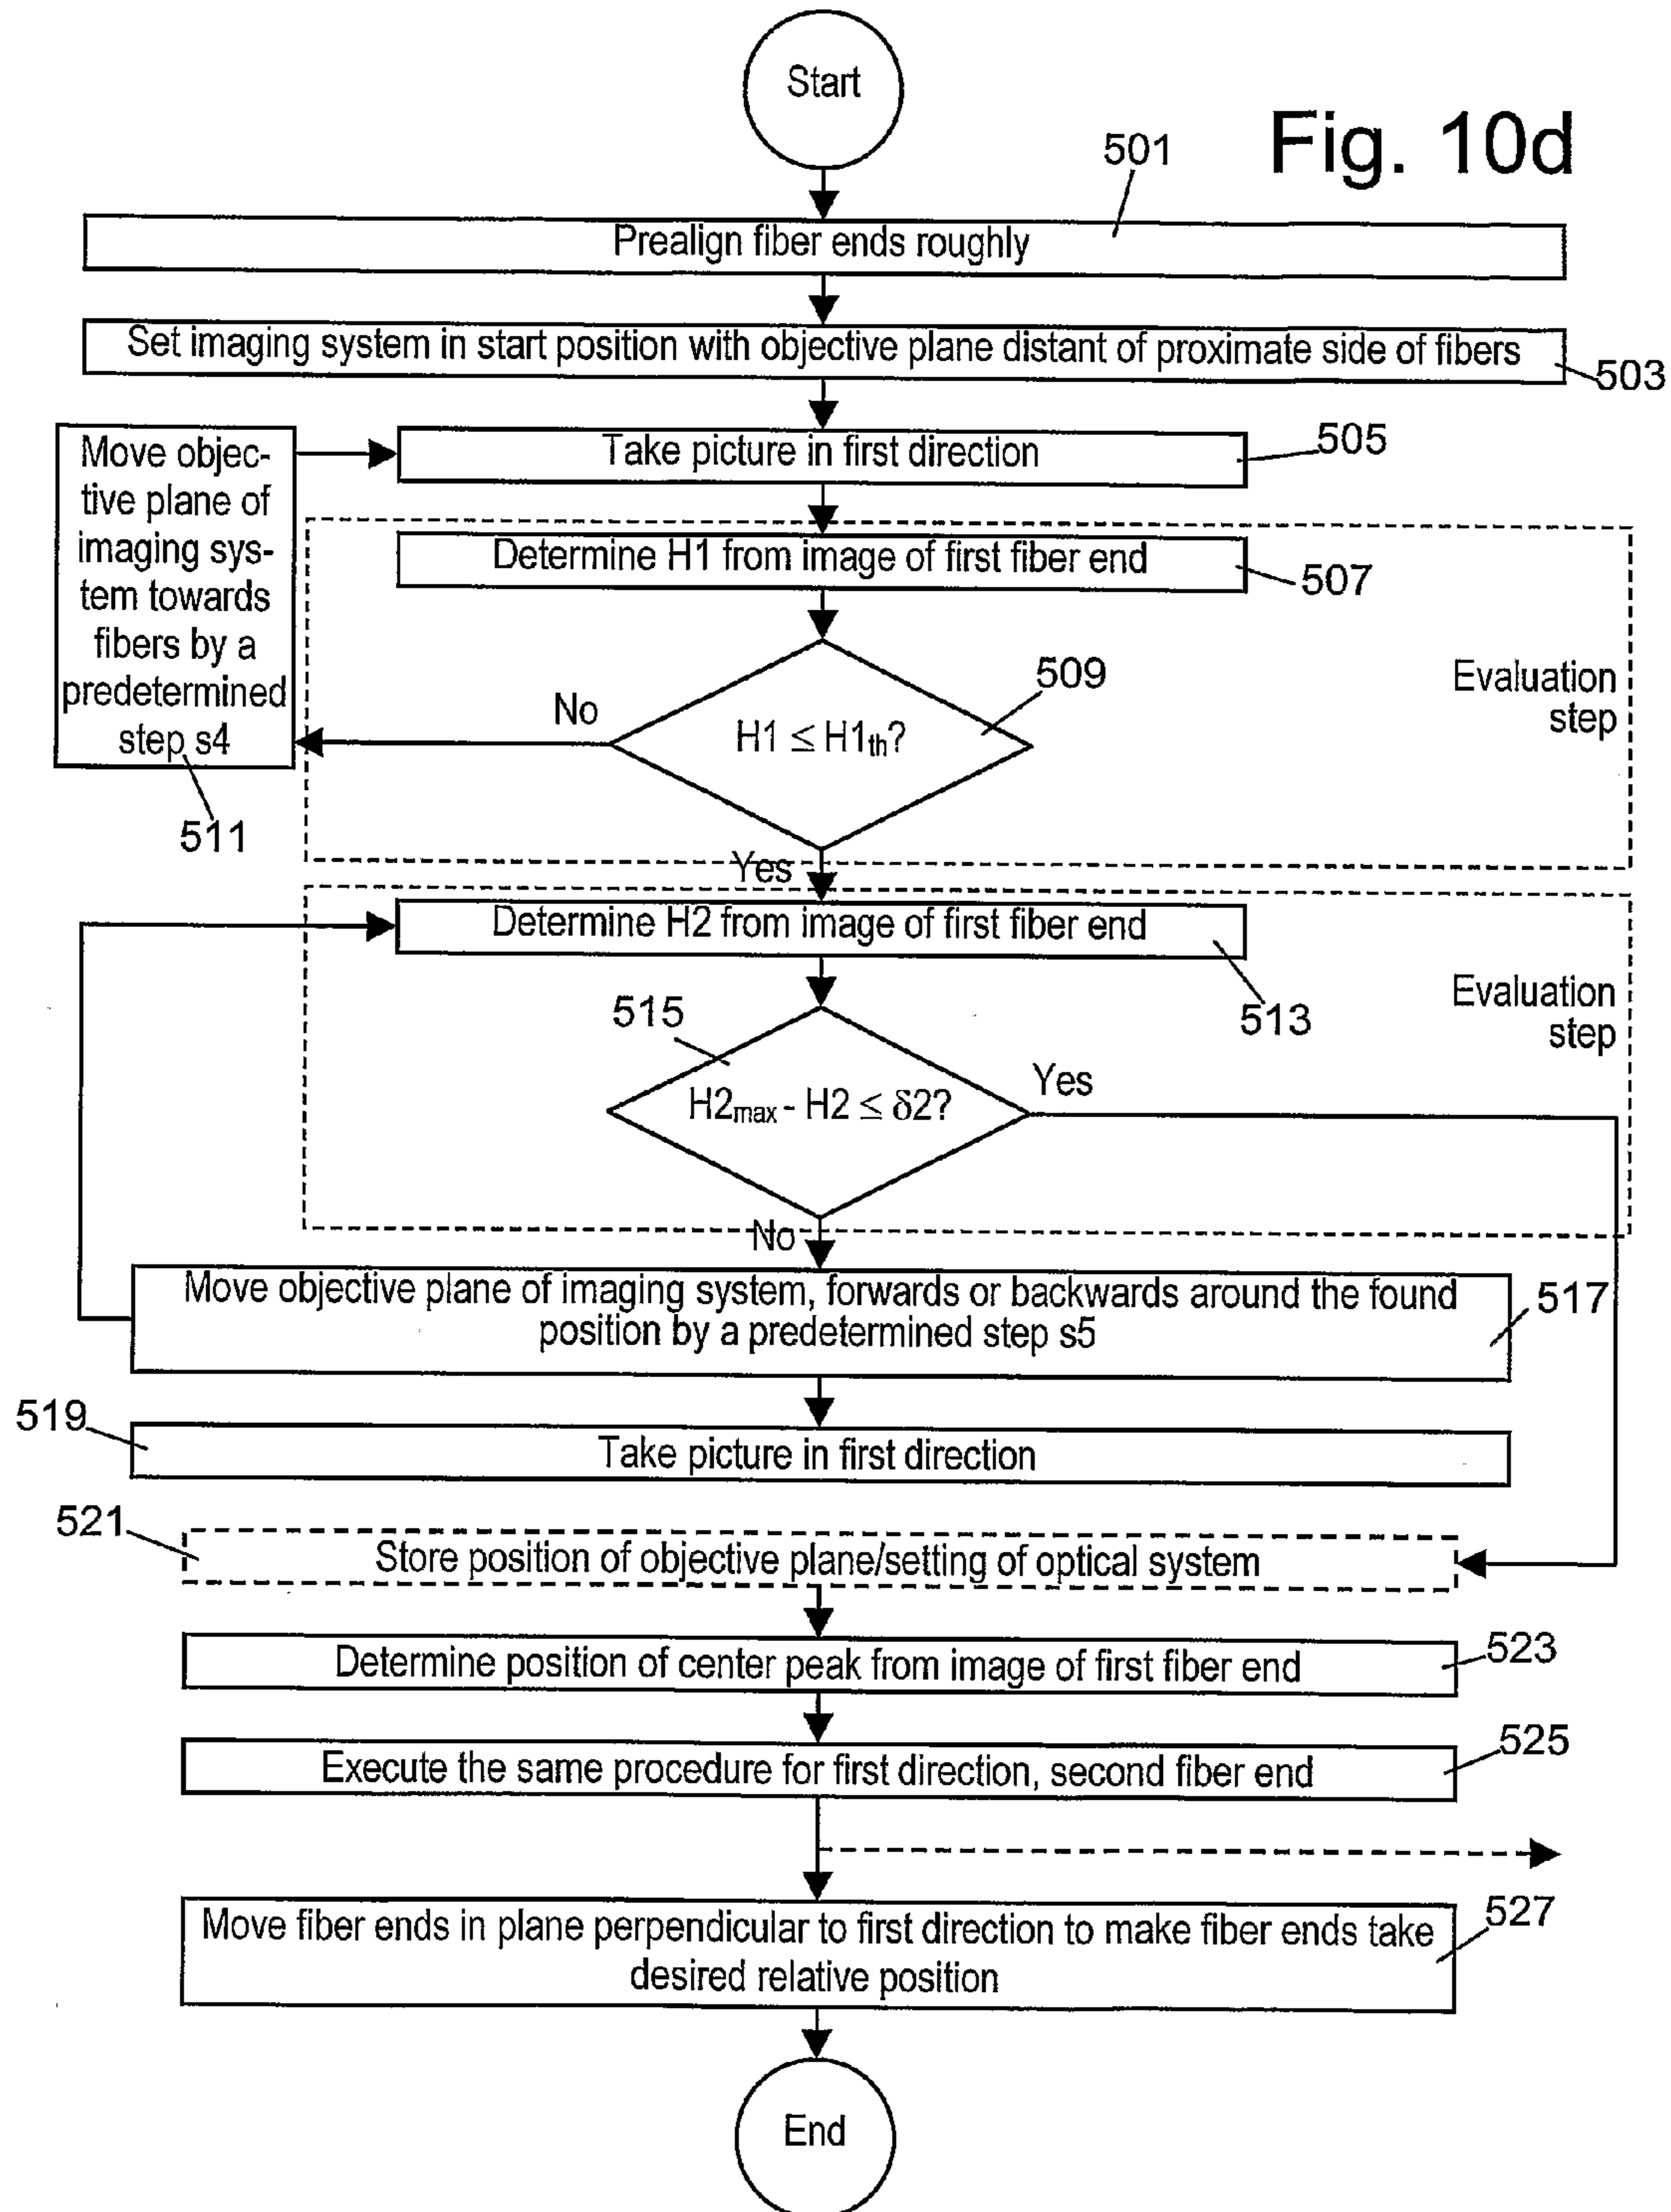 Start
Fig. 10d
501
Prealign fiber ends roughly
Set imaging system in start position with objective plane distant of proximate side of fibers
503
Move objec-
tive plane of
imaging sys-
tem towards
fibers by a
predetermined
step s4
511
Take picture in first direction
505
Determine H1 from image of first fiber end
507
509
H1 ≤ H1th?
No
Yes
Evaluation
step
Determine H2 from image of first fiber end
513
515
H2max - H2 ≤ δ2?
Yes
No
Evaluation
step
Move objective plane of imaging system, forwards or backwards around the found
position by a predetermined step s5
517
519
Take picture in first direction
521
Store position of objective plane/setting of optical system
Determine position of center peak from image of first fiber end
523
Execute the same procedure for first direction, second fiber end
525
Move fiber ends in plane perpendicular to first direction to make fiber ends take
desired relative position
527
End